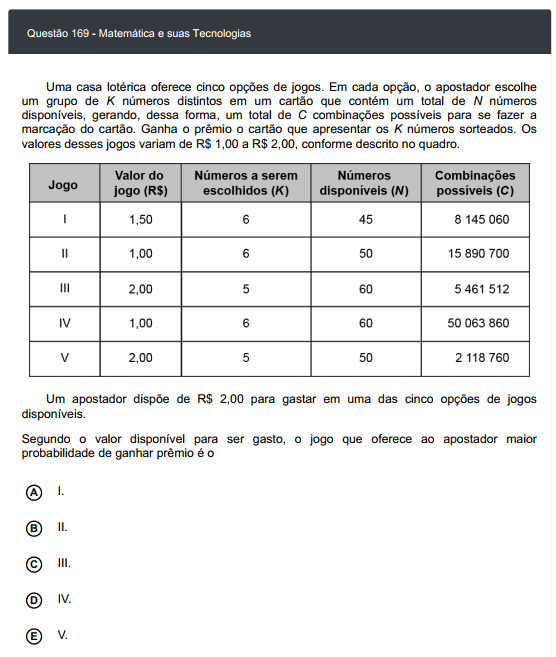 Questão 169 - Matemática e suas Tecnologias
Uma casa lotérica oferece cinco opções de jogos. Em cada opção, o apostador escolhe
um grupo de K números distintos em um cartão que contém um total de N números
disponíveis, gerando, dessa forma, um total de C combinações possíveis para se fazer a
marcação do cartão. Ganha o prêmio o cartão que apresentar os K números sorteados. Os
valores desses jogos variam de R$ 1,00 a R$ 2,00, conforme descrito no quadro.
Jogo Valor do jogo (R$) Números a serem escolhidos (K) Números disponíveis (N) Combinações possíveis (C)
I 1,50 6 45 8 145 060
II 1,00 6 50 15 890 700
III 2,00 5 60 5 461 512
IV 1,00 6 60 50 063 860
V 2,00 5 50 2 118 760
Um apostador dispõe de R$ 2,00 para gastar em uma das cinco opções de jogos
disponíveis.
Segundo o valor disponível para ser gasto, o jogo que oferece ao apostador maior
probabilidade de ganhar prêmio é o
A I.
B II.
C III.
D IV.
E V.